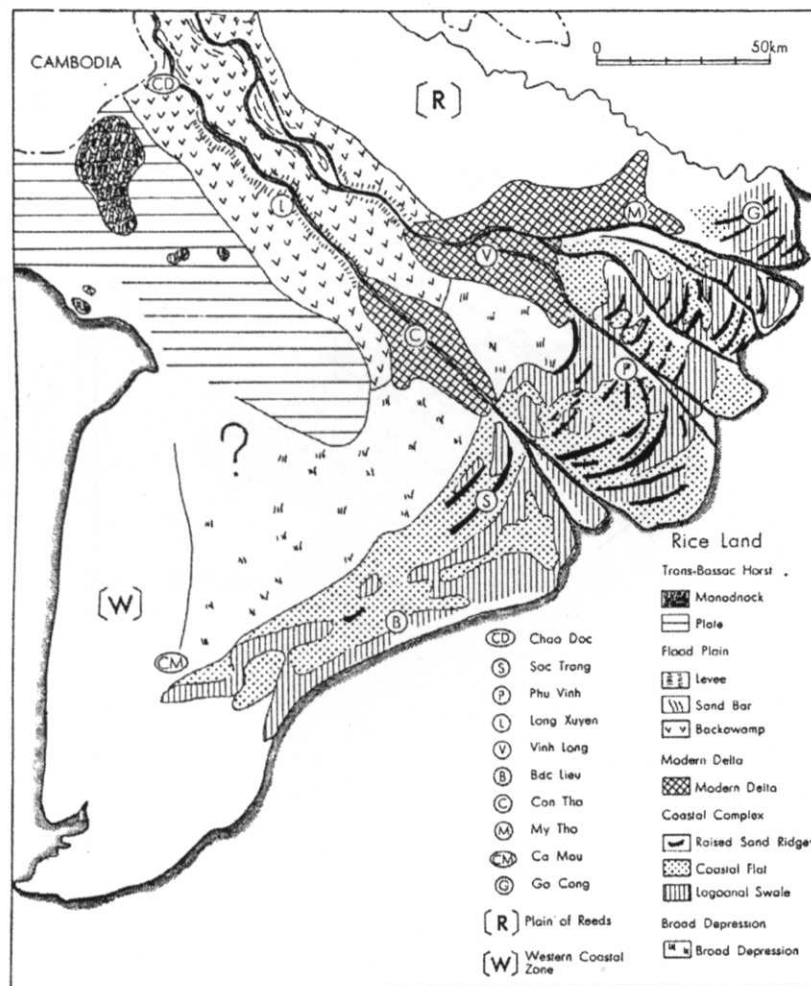 CAMBODIA
0 50km
CD
[R]
L
M
G
V
C
P
?
S
[W]
B
CM
Rice Land
Trans-Bassac Horst
Monadnock
Plate
Flood Plain
Levee
Sand Bar
Backswamp
Modern Delta
Modern Delta
Coastal Complex
Raised Sand Ridge
Coastal Flat
Lagoonal Swale
Broad Depression
Broad Depression
CD Chao Doc
S Soc Trang
P Phu Vinh
L Long Xuyen
V Vinh Long
B Bac Lieu
C Can Tho
M My Tho
CM Ca Mau
G Go Cong
[R] Plain of Reeds
[W] Western Coastal
Zone